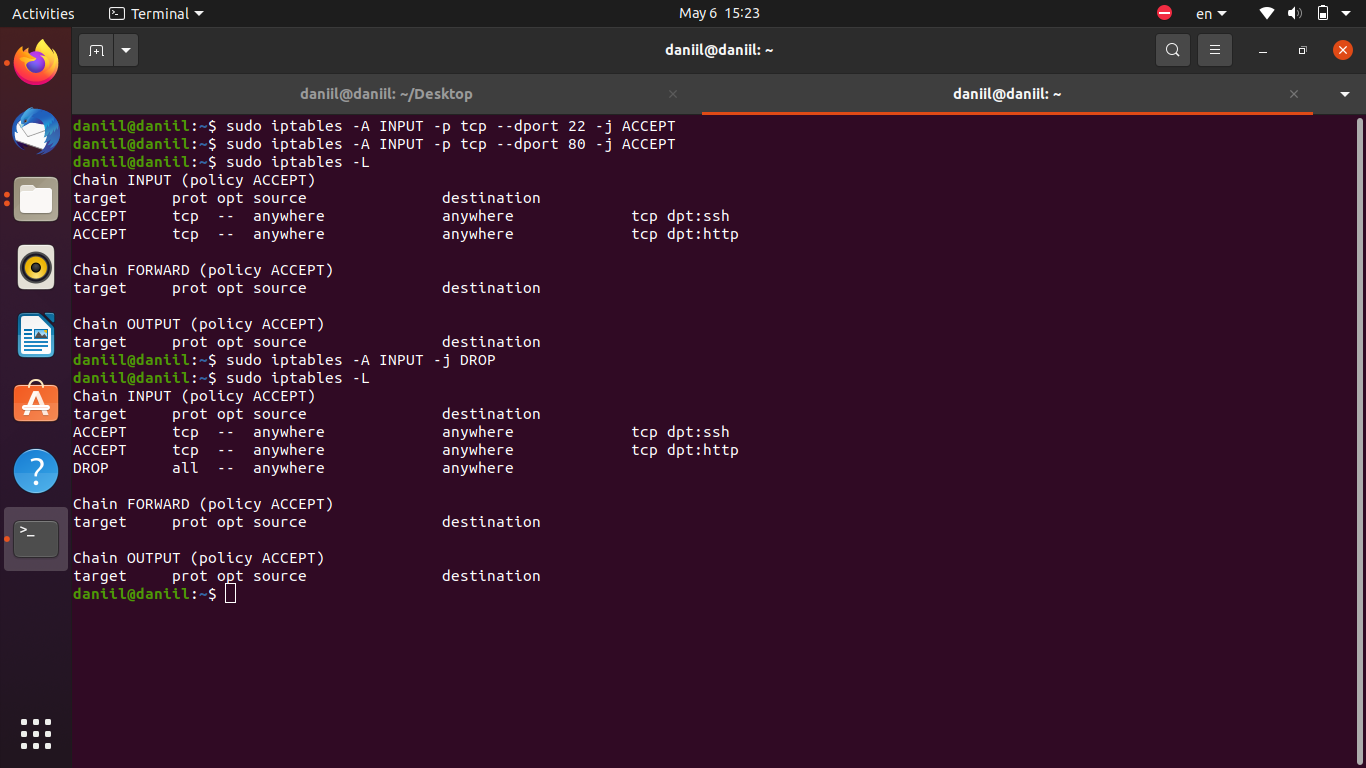 Activities Terminal May 6 15:23 en
daniil@daniil: ~
daniil@daniil: ~/Desktop daniil@daniil: ~
daniil@daniil:~$ sudo iptables -A INPUT -p tcp --dport 22 -j ACCEPT
daniil@daniil:~$ sudo iptables -A INPUT -p tcp --dport 80 -j ACCEPT
daniil@daniil:~$ sudo iptables -L
Chain INPUT (policy ACCEPT)
target     prot opt source               destination
ACCEPT     tcp  --  anywhere             anywhere             tcp dpt:ssh
ACCEPT     tcp  --  anywhere             anywhere             tcp dpt:http

Chain FORWARD (policy ACCEPT)
target     prot opt source               destination

Chain OUTPUT (policy ACCEPT)
target     prot opt source               destination
daniil@daniil:~$ sudo iptables -A INPUT -j DROP
daniil@daniil:~$ sudo iptables -L
Chain INPUT (policy ACCEPT)
target     prot opt source               destination
ACCEPT     tcp  --  anywhere             anywhere             tcp dpt:ssh
ACCEPT     tcp  --  anywhere             anywhere             tcp dpt:http
DROP       all  --  anywhere             anywhere

Chain FORWARD (policy ACCEPT)
target     prot opt source               destination

Chain OUTPUT (policy ACCEPT)
target     prot opt source               destination
daniil@daniil:~$